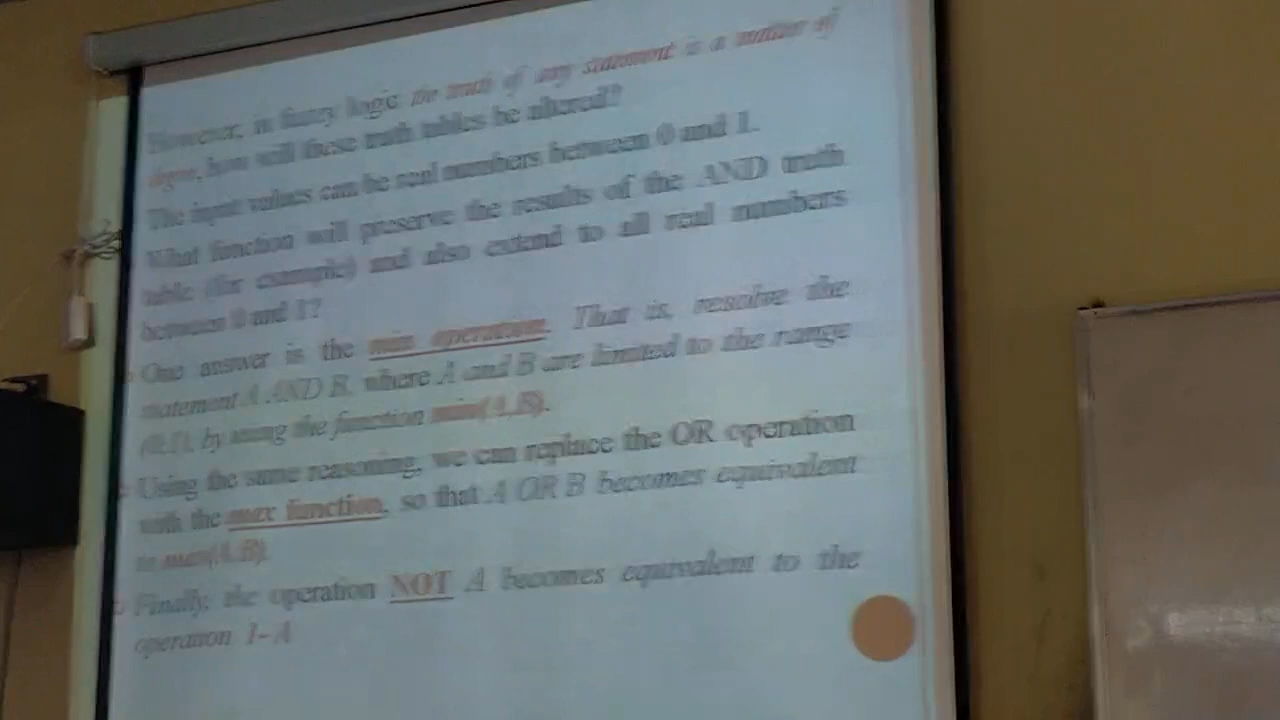 However, in fuzzy logic the truth of any statement is a matter of
degree, how will these truth tables be altered?
The input values can be real numbers between 0 and 1.
What function will preserve the results of the AND truth
table (for example) and also extend to all real numbers
between 0 and 1?
One answer is the min operation. That is, resolve the
statement A AND B, where A and B are limited to the range
(0,1), by using the function min(A,B).
Using the same reasoning, we can replace the OR operation
with the max function, so that A OR B becomes equivalent
to max(A,B).
Finally, the operation NOT A becomes equivalent to the
operation 1-A